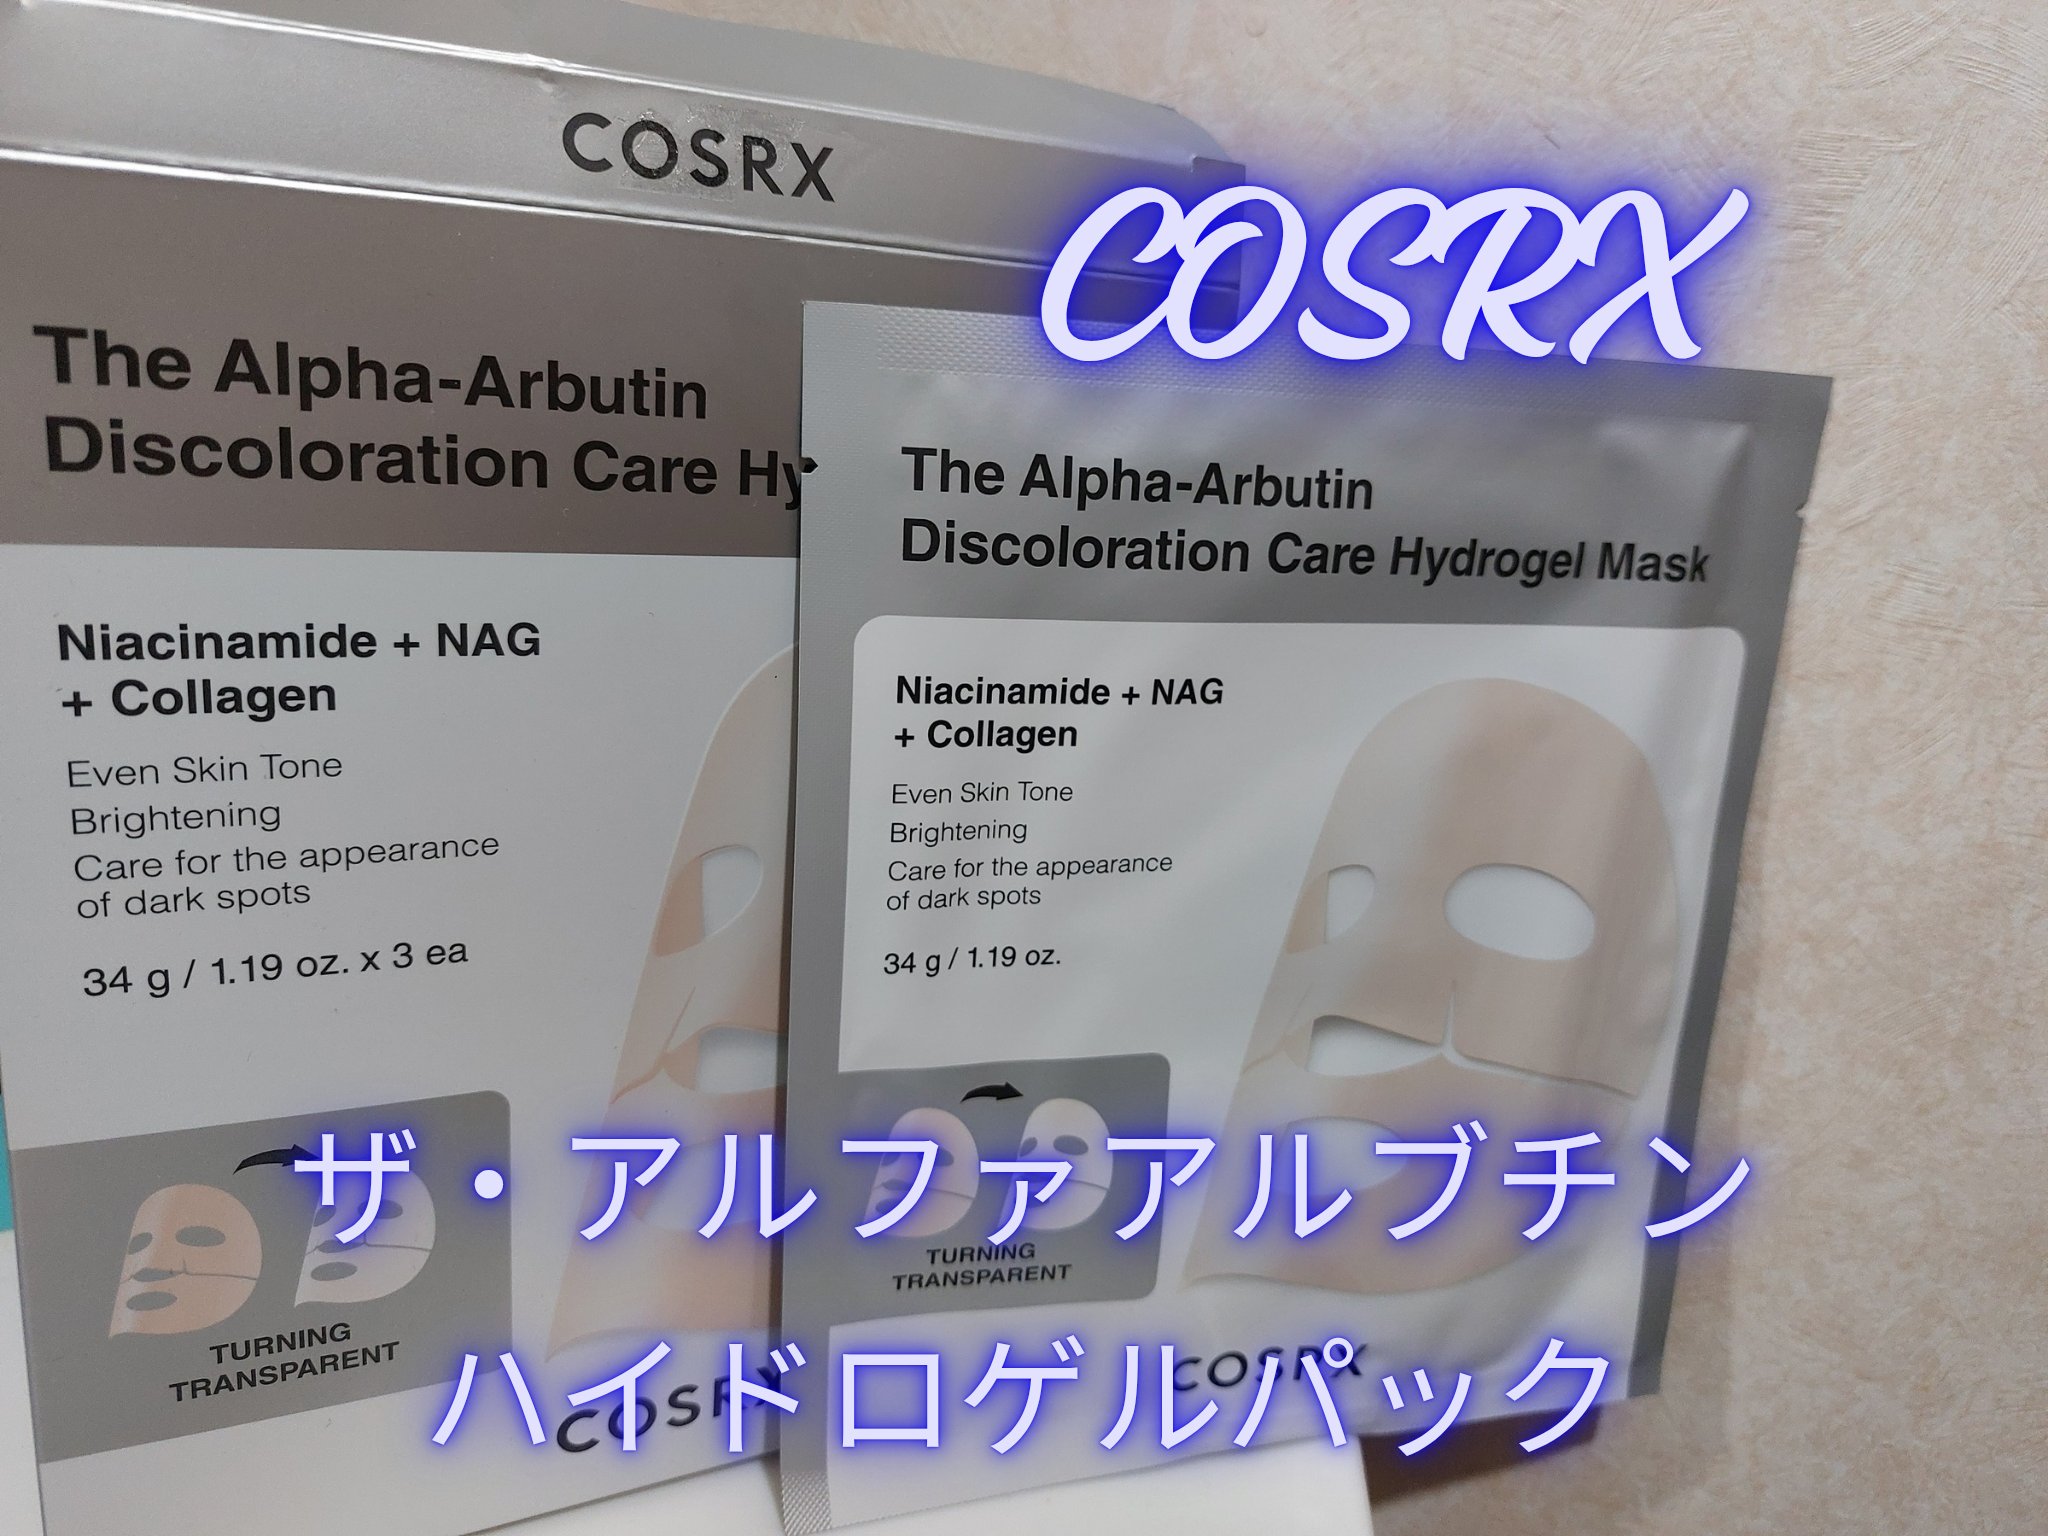 COSRX
The Alpha-Arbutin
Discoloration Care Hy
Niacinamide + NAG
+ Collagen
Even Skin Tone
Brightening
Care for the appearance
of dark spots
34 g / 1.19 oz. x 3 ea
TURNING
TRANSPARENT
COSRX
COSRX
The Alpha-Arbutin
Discoloration Care Hydrogel Mask
Niacinamide + NAG
+ Collagen
Even Skin Tone
Brightening
Care for the appearance
of dark spots
34 g / 1.19 oz.
TURNING
TRANSPARENT
COSRX
ザ・アルファアルブチン
ハイドロゲルパック